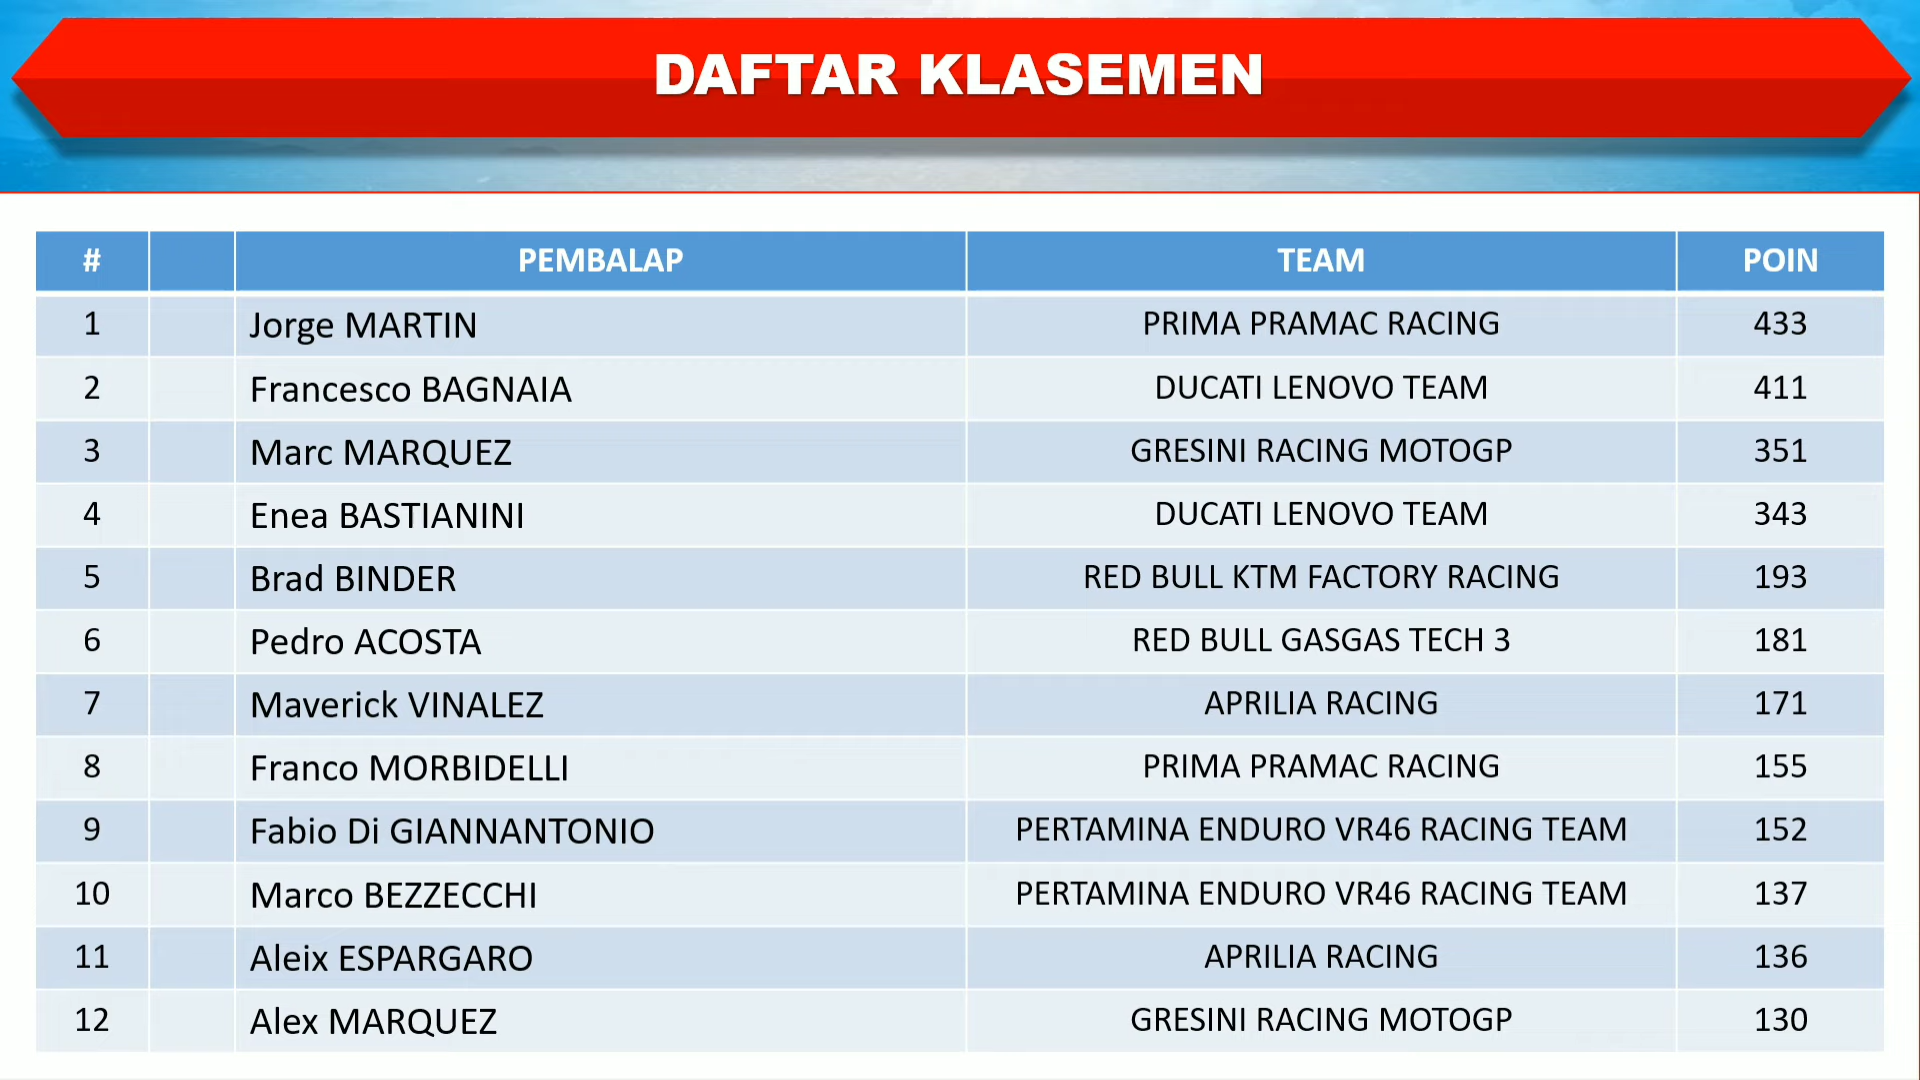 DAFTAR KLASEMEN
# PEMBALAP TEAM POIN
1 Jorge MARTIN PRIMA PRAMAC RACING 433
2 Francesco BAGNAIA DUCATI LENOVO TEAM 411
3 Marc MARQUEZ GRESINI RACING MOTOGP 351
4 Enea BASTIANINI DUCATI LENOVO TEAM 343
5 Brad BINDER RED BULL KTM FACTORY RACING 193
6 Pedro ACOSTA RED BULL GASGAS TECH 3 181
7 Maverick VINALEZ APRILIA RACING 171
8 Franco MORBIDELLI PRIMA PRAMAC RACING 155
9 Fabio Di GIANNANTONIO PERTAMINA ENDURO VR46 RACING TEAM 152
10 Marco BEZZECCHI PERTAMINA ENDURO VR46 RACING TEAM 137
11 Aleix ESPARGARO APRILIA RACING 136
12 Alex MARQUEZ GRESINI RACING MOTOGP 130